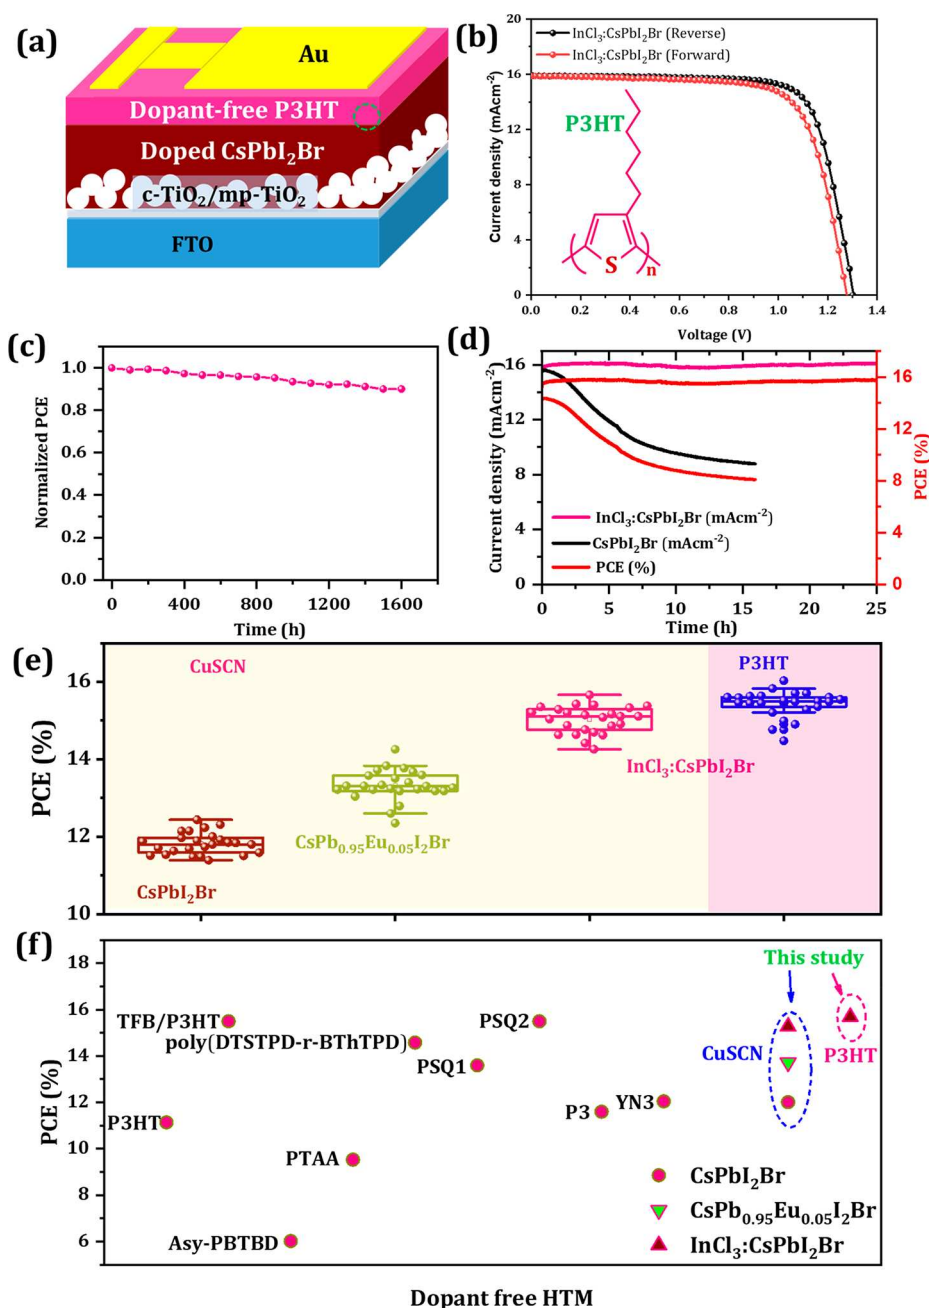 (a)
Au
Dopant-free P3HT
Doped CsPbI₂Br
c-TiO₂/mp-TiO₂
FTO
(b)
InCl₃:CsPbI₂Br (Reverse)
InCl₃:CsPbI₂Br (Forward)
P3HT
S
n
Current density (mAcm⁻²)
20
16
12
8
4
0
0.0 0.2 0.4 0.6 0.8 1.0 1.2 1.4
Voltage (V)
(c)
Normalized PCE
1.0
0.8
0.6
0.4
0.2
0.0
0 400 800 1200 1600
Time (h)
(d)
Current density (mAcm⁻²)
16
12
8
4
0
InCl₃:CsPbI₂Br (mAcm⁻²)
CsPbI₂Br (mAcm⁻²)
PCE (%)
16
12
8
4
0
PCE (%)
0 5 10 15 20 25
Time (h)
(e)
PCE (%)
16
14
12
10
CuSCN
P3HT
InCl₃:CsPbI₂Br
CsPb₀.₉₅Eu₀.₀₅I₂Br
CsPbI₂Br
(f)
PCE (%)
18
16
14
12
10
8
6
This study
TFB/P3HT
poly(DTSTPD-r-BThTPD)
PSQ2
PSQ1
CuSCN
P3HT
P3HT
P3
YN3
PTAA
Asy-PBTBD
CsPbI₂Br
CsPb₀.₉₅Eu₀.₀₅I₂Br
InCl₃:CsPbI₂Br
Dopant free HTM